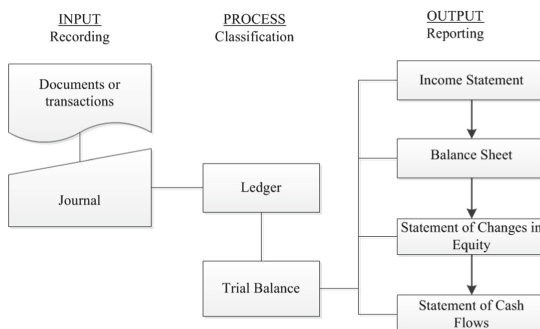 INPUT
Recording
PROCESS
Classification
OUTPUT
Reporting
Documents or
transactions
Journal
Ledger
Trial Balance
Income Statement
Balance Sheet
Statement of Changes in
Equity
Statement of Cash
Flows